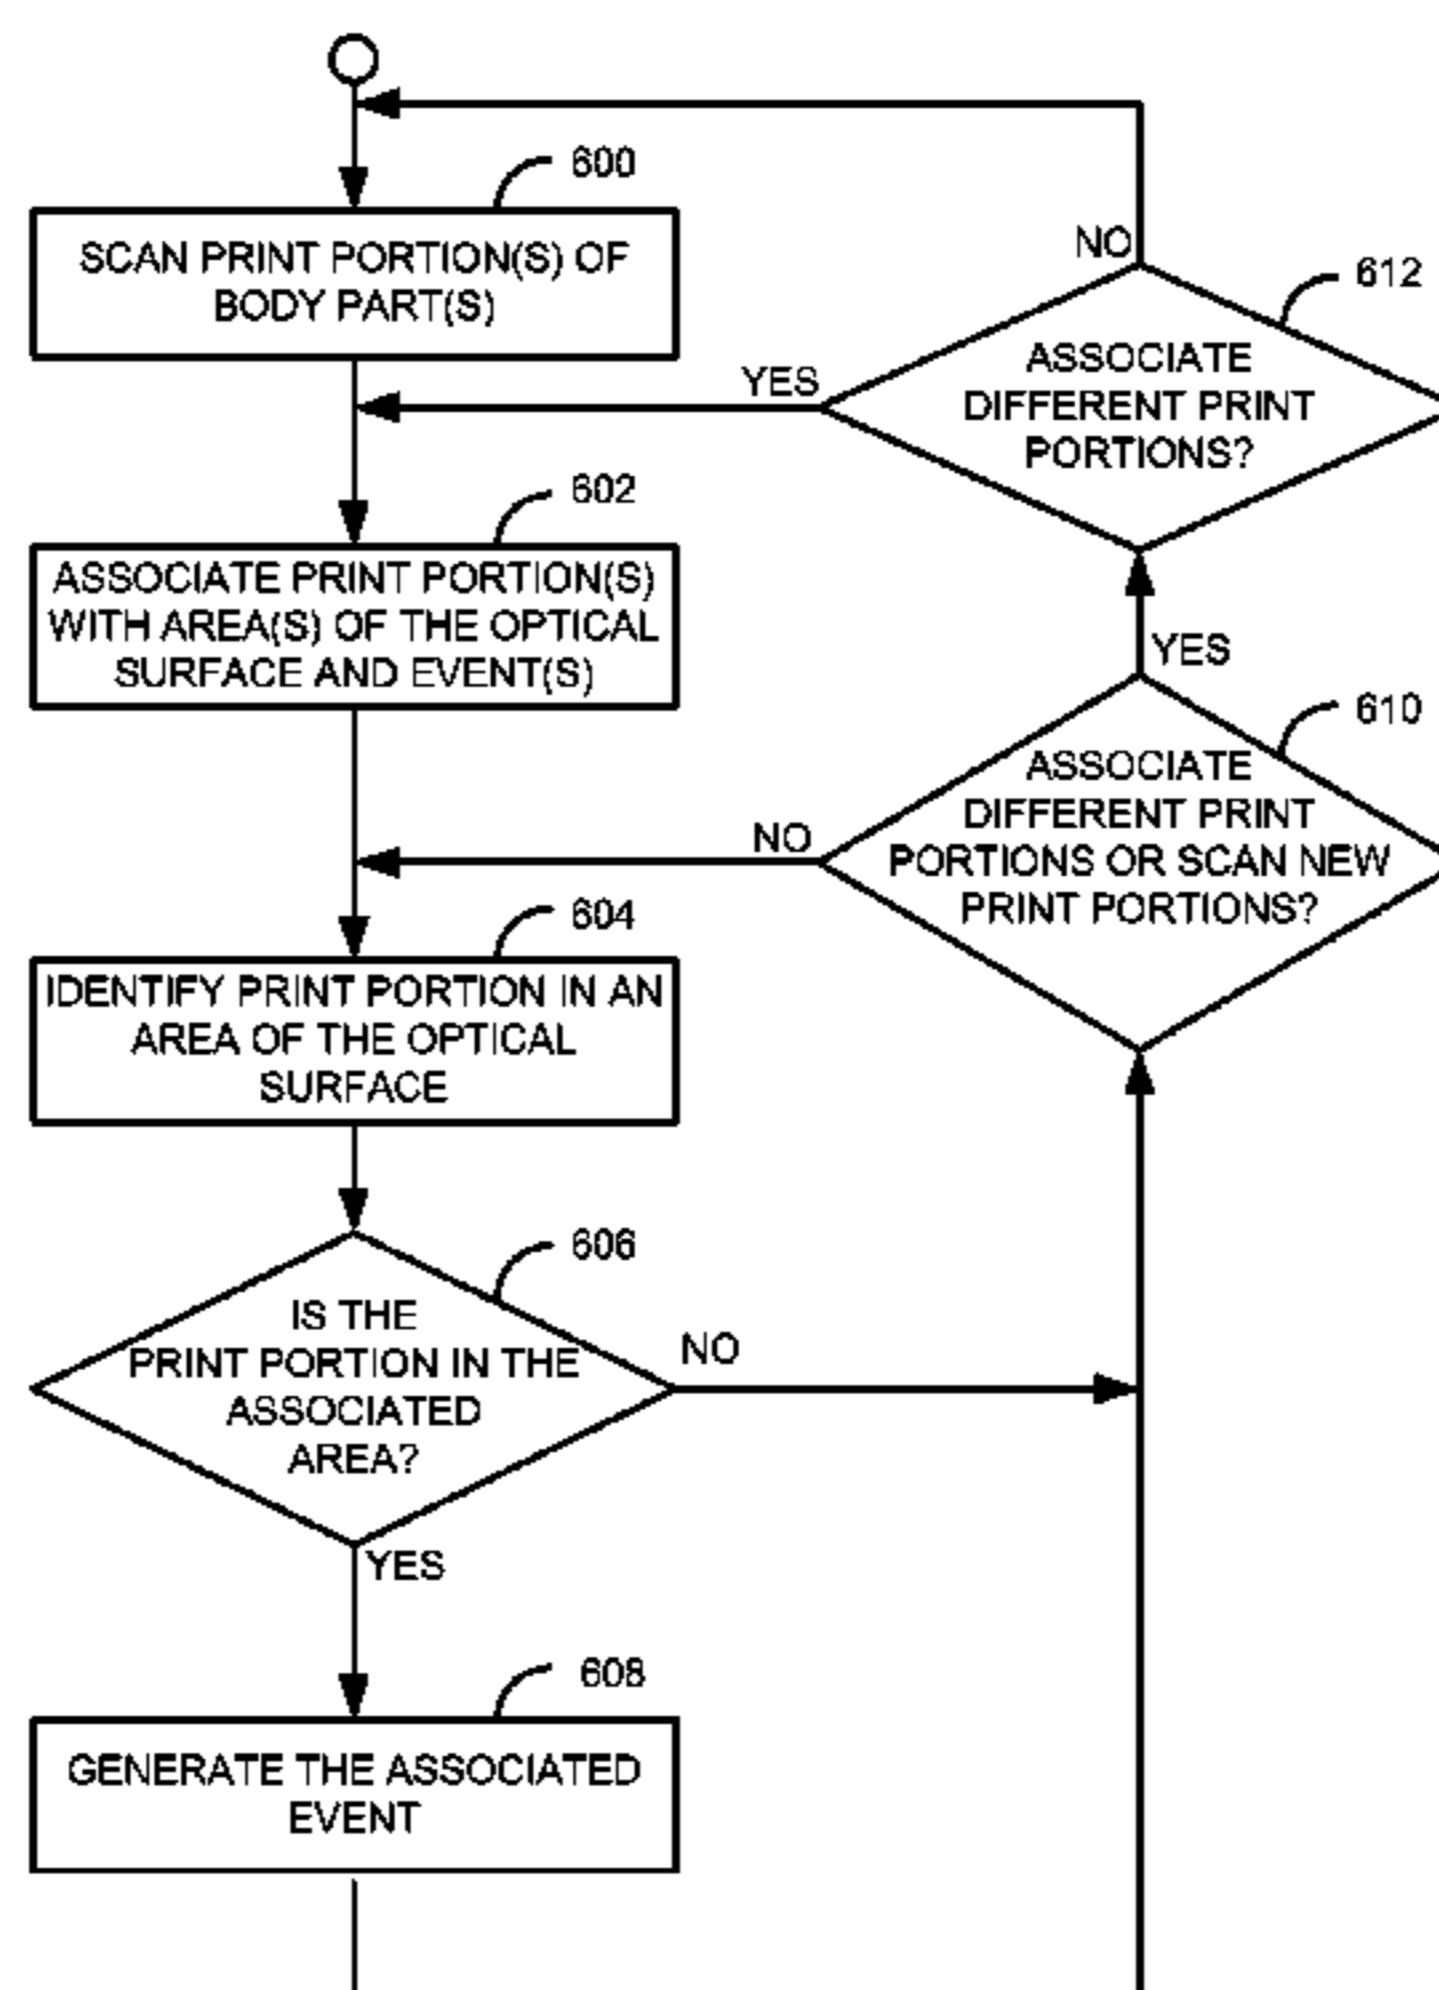 600
SCAN PRINT PORTION(S) OF
BODY PART(S)
602
ASSOCIATE PRINT PORTION(S)
WITH AREA(S) OF THE OPTICAL
SURFACE AND EVENT(S)
604
IDENTIFY PRINT PORTION IN AN
AREA OF THE OPTICAL
SURFACE
606
IS THE
PRINT PORTION IN THE
ASSOCIATED
AREA?
NO
YES
608
GENERATE THE ASSOCIATED
EVENT
610
ASSOCIATE
DIFFERENT PRINT
PORTIONS OR SCAN NEW
PRINT PORTIONS?
NO
YES
612
ASSOCIATE
DIFFERENT PRINT
PORTIONS?
YES
NO